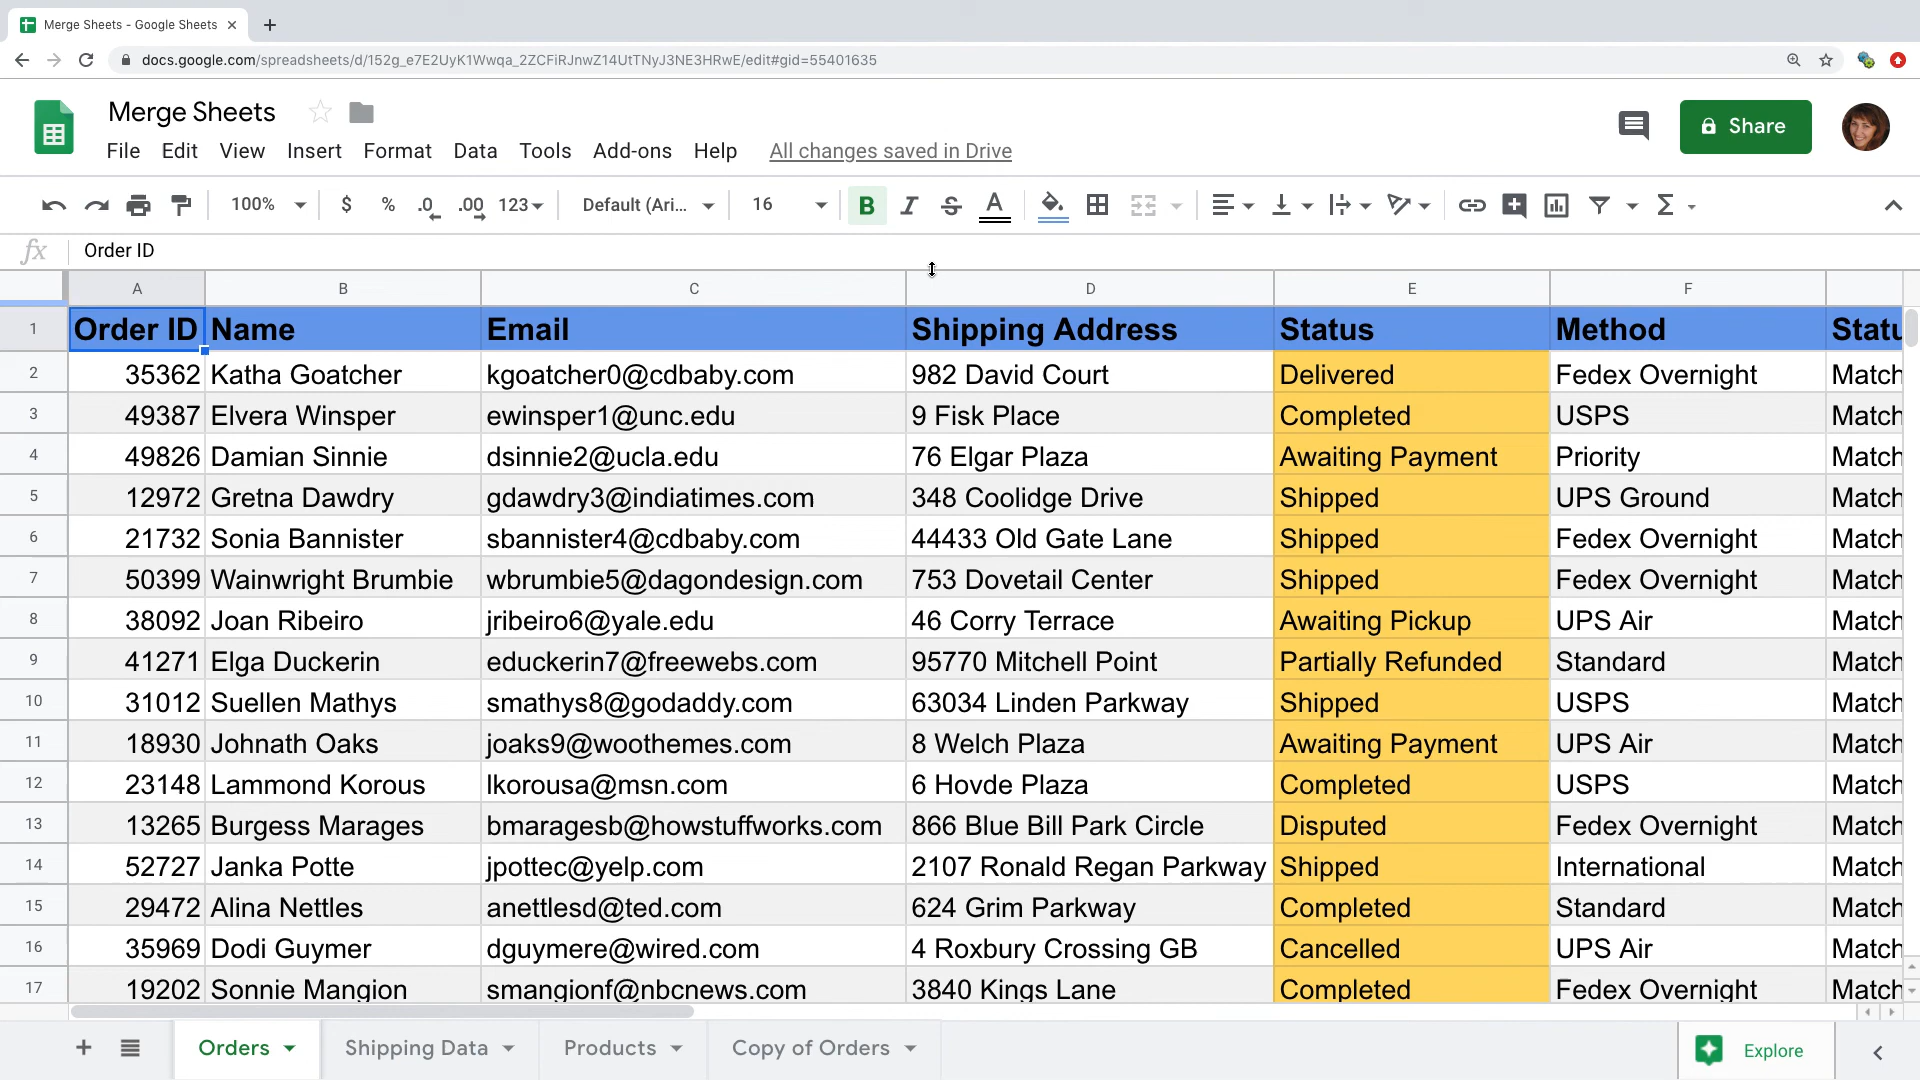 Merge Sheets - Google Sheets
docs.google.com/spreadsheets/d/152g_e7E2UyK1Wwqa_2ZCFiRJnwZ14UtTNyJ3NE3HRwE/edit#gid=55401635
Merge Sheets
Share
File Edit View Insert Format Data Tools Add-ons Help All changes saved in Drive
100% $ % .0 .00 123 Default (Ari... 16 B I S A Σ
fx Order ID
A B C D E F
1 Order ID Name Email Shipping Address Status Method Statu
2 35362 Katha Goatcher kgoatcher0@cdbaby.com 982 David Court Delivered Fedex Overnight Match
3 49387 Elvera Winsper ewinsper1@unc.edu 9 Fisk Place Completed USPS Match
4 49826 Damian Sinnie dsinnie2@ucla.edu 76 Elgar Plaza Awaiting Payment Priority Match
5 12972 Gretna Dawdry gdawdry3@indiatimes.com 348 Coolidge Drive Shipped UPS Ground Match
6 21732 Sonia Bannister sbannister4@cdbaby.com 44433 Old Gate Lane Shipped Fedex Overnight Match
7 50399 Wainwright Brumbie wbrumbie5@dagondesign.com 753 Dovetail Center Shipped Fedex Overnight Match
8 38092 Joan Ribeiro jribeiro6@yale.edu 46 Corry Terrace Awaiting Pickup UPS Air Match
9 41271 Elga Duckerin educkerin7@freewebs.com 95770 Mitchell Point Partially Refunded Standard Match
10 31012 Suellen Mathys smathys8@godaddy.com 63034 Linden Parkway Shipped USPS Match
11 18930 Johnath Oaks joaks9@woothemes.com 8 Welch Plaza Awaiting Payment UPS Air Match
12 23148 Lammond Korous lkorousa@msn.com 6 Hovde Plaza Completed USPS Match
13 13265 Burgess Marages bmaragesb@howstuffworks.com 866 Blue Bill Park Circle Disputed Fedex Overnight Match
14 52727 Janka Potte jpottec@yelp.com 2107 Ronald Regan Parkway Shipped International Match
15 29472 Alina Nettles anettlesd@ted.com 624 Grim Parkway Completed Standard Match
16 35969 Dodi Guymer dguymere@wired.com 4 Roxbury Crossing GB Cancelled UPS Air Match
17 19202 Sonnie Mangion smangionf@nbcnews.com 3840 Kings Lane Completed Fedex Overnight Match
Orders Shipping Data Products Copy of Orders Explore